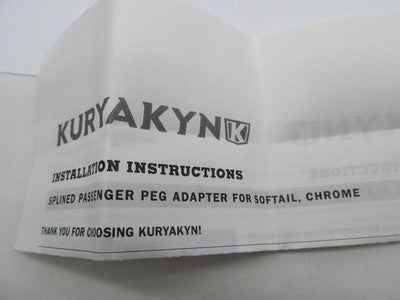 KURYAKYN K
INSTALLATION INSTRUCTIONS
SPLINED PASSENGER PEG ADAPTER FOR SOFTAIL, CHROME
THANK YOU FOR CHOOSING KURYAKYN!